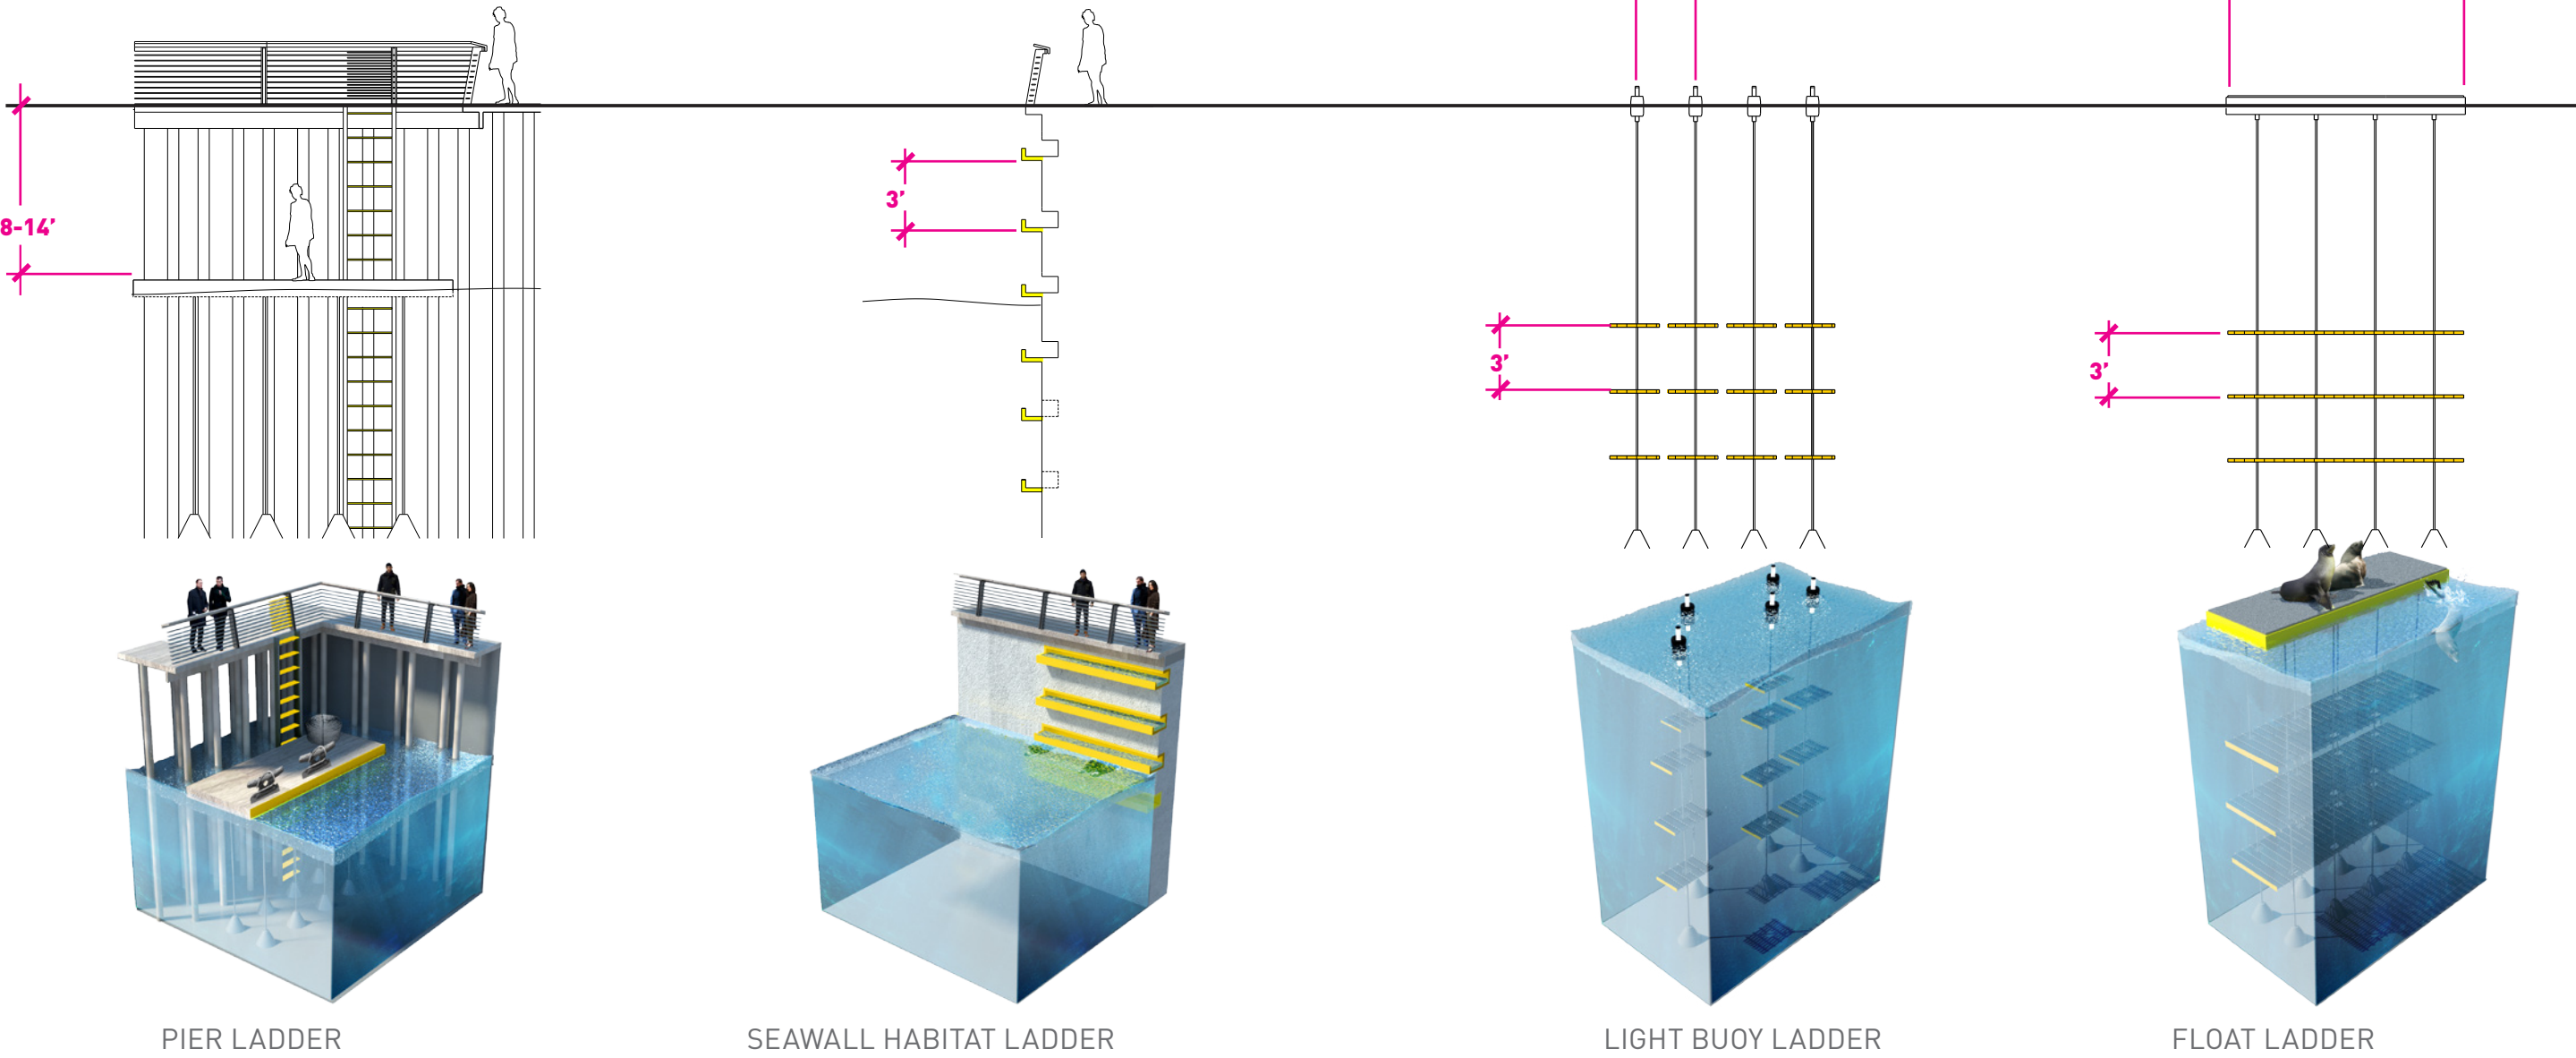 8-14’
3’
3’
3’
PIER LADDER
SEAWALL HABITAT LADDER
LIGHT BUOY LADDER
FLOAT LADDER